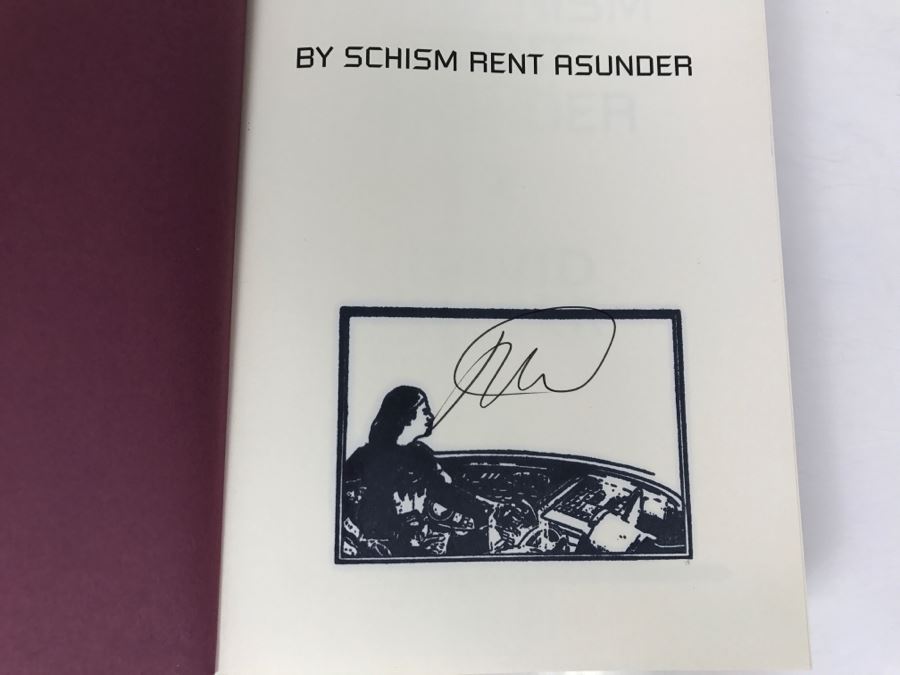 BY SCHISM RENT ASUNDER